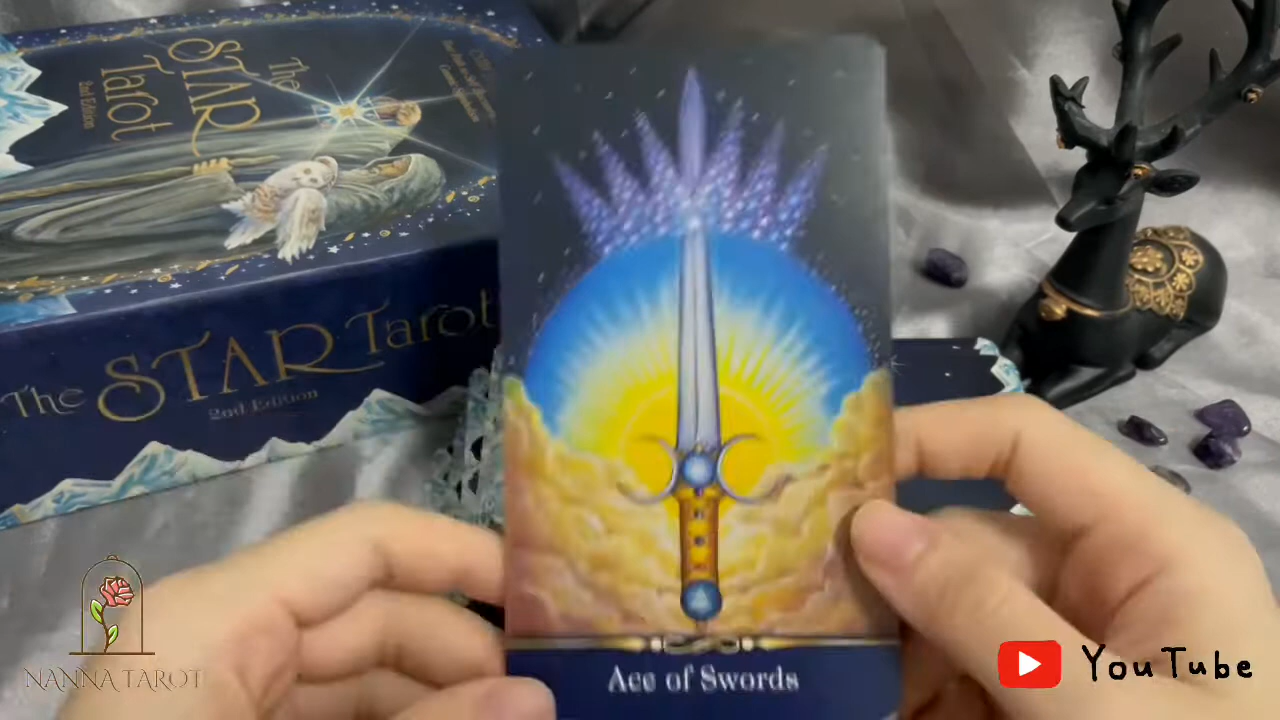 The
STAR
Tarot
2nd Edition
The STAR Tarot
2nd Edition
Ace of Swords
NANNA TAROT
YouTube